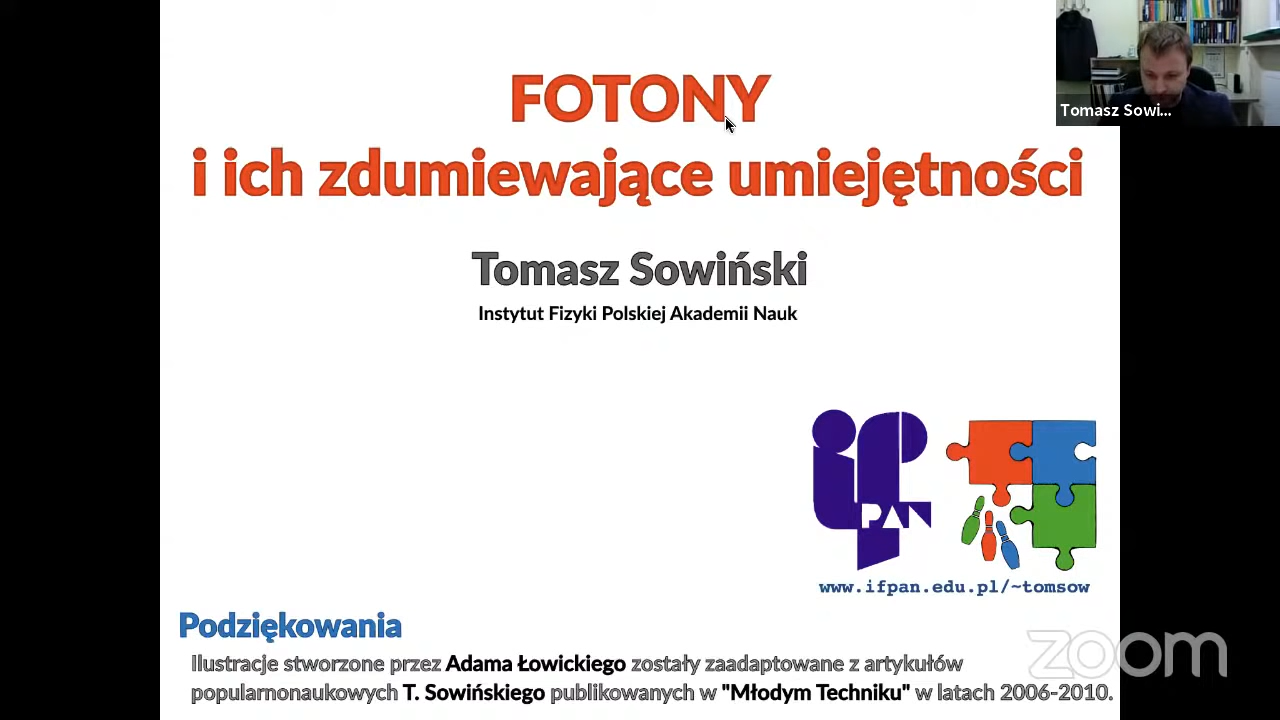 FOTONY
i ich zdumiewające umiejętności
Tomasz Sowiński
Instytut Fizyki Polskiej Akademii Nauk
Tomasz Sowi...
if
PAN
www.ifpan.edu.pl/~tomsow
Podziękowania
Ilustracje stworzone przez Adama Łowickiego zostały zaadaptowane z artykułów
popularnonaukowych T. Sowińskiego publikowanych w "Młodym Techniku" w latach 2006-2010.
zoom